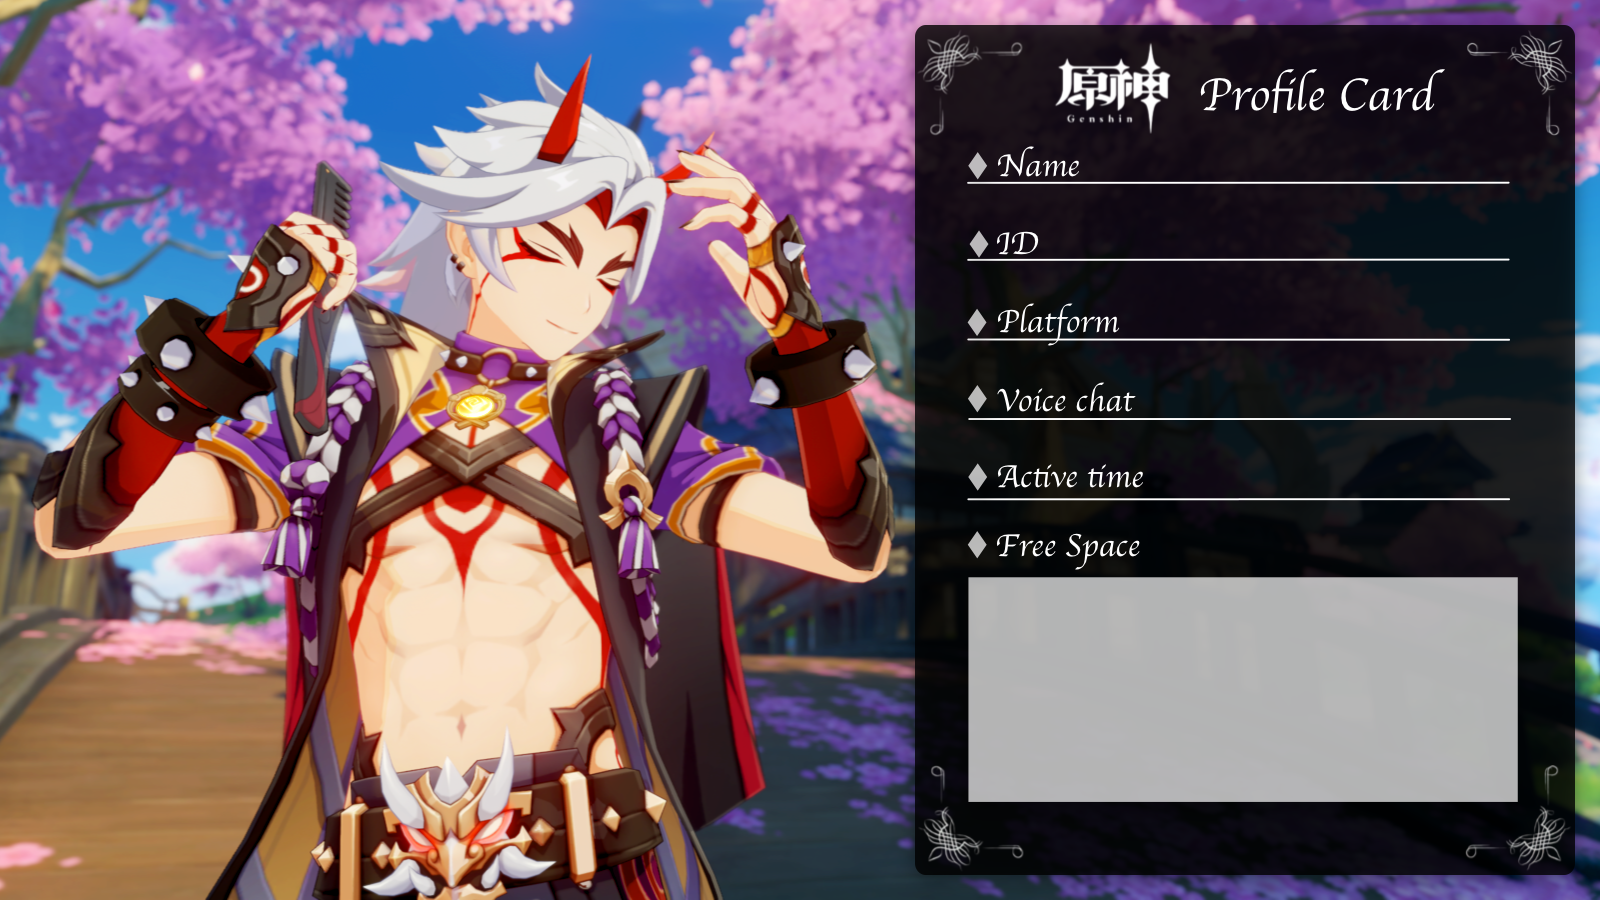 原神
Genshin
Profile Card
Name
ID
Platform
Voice chat
Active time
Free Space